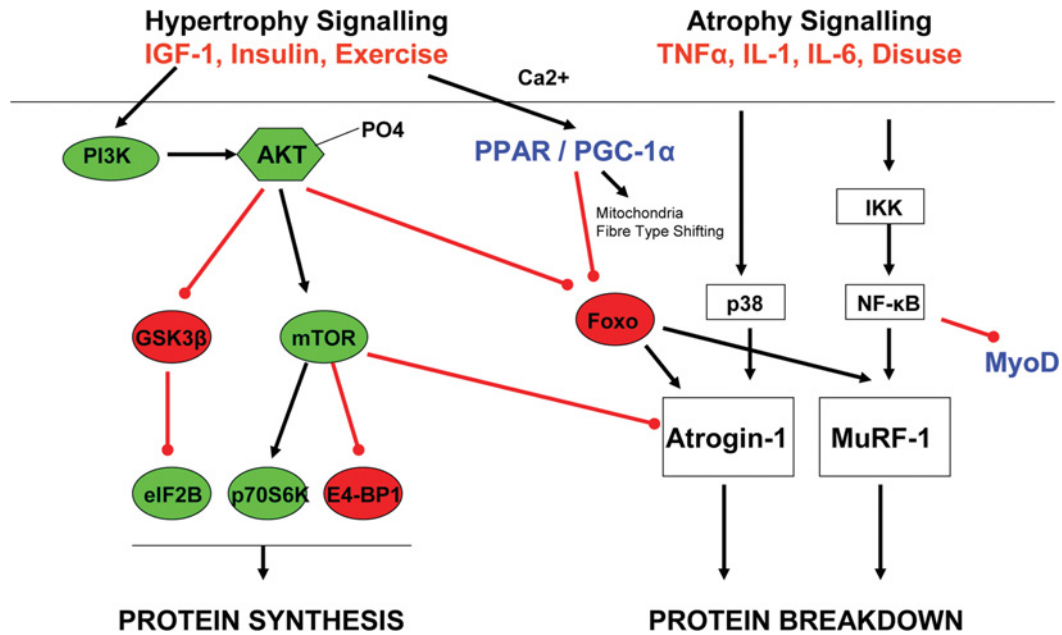 Hypertrophy Signalling
IGF-1, Insulin, Exercise
Atrophy Signalling
TNFα, IL-1, IL-6, Disuse
Ca2+
PI3K
AKT
PO4
PPAR / PGC-1α
Mitochondria
Fibre Type Shifting
IKK
GSK3β
mTOR
Foxo
p38
NF-κB
MyoD
Atrogin-1
MuRF-1
eIF2B
p70S6K
E4-BP1
PROTEIN SYNTHESIS
PROTEIN BREAKDOWN